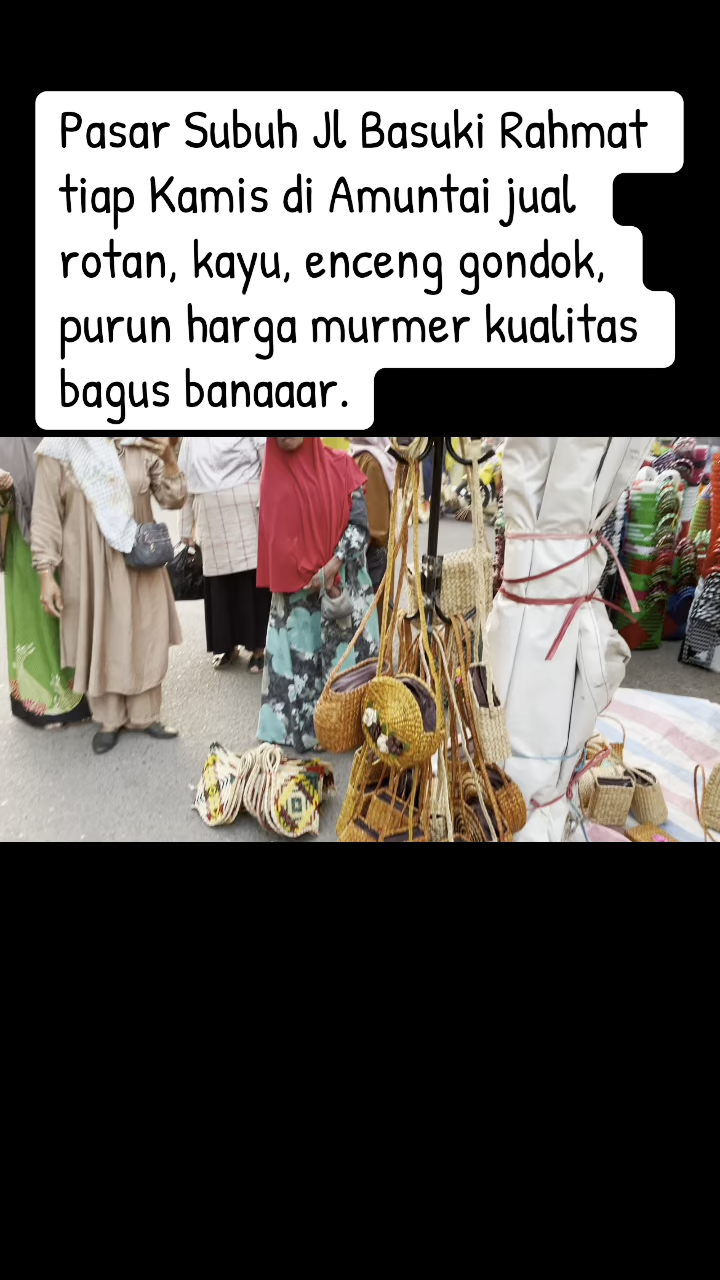 Pasar Subuh Jl Basuki Rahmat
tiap Kamis di Amuntai jual
rotan, kayu, enceng gondok,
purun harga murmer kualitas
bagus banaaar.